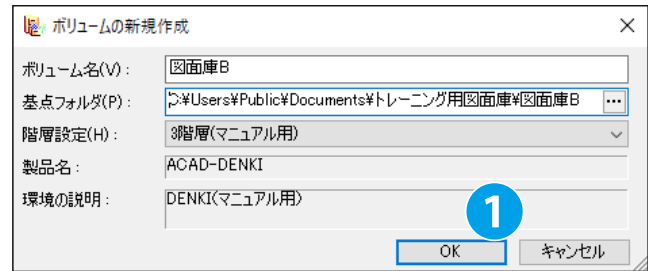 ボリュームの新規作成
ボリューム名(V):
図面庫B
基点フォルダ(P):
:¥Users¥Public¥Documents¥トレーニング用図面庫¥図面庫B
...
階層設定(H):
3階層(マニュアル用)
製品名:
ACAD-DENKI
環境の説明:
DENKI(マニュアル用)
1
OK
キャンセル